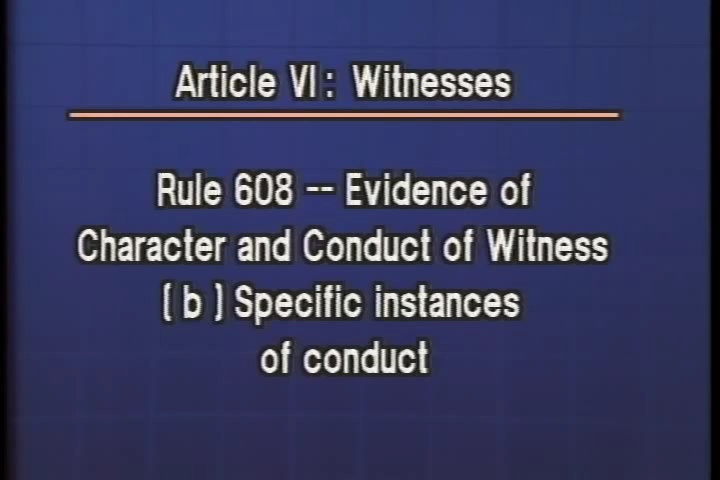 Article VI: Witnesses
Rule 608 -- Evidence of
Character and Conduct of Witness
( b ) Specific instances
of conduct